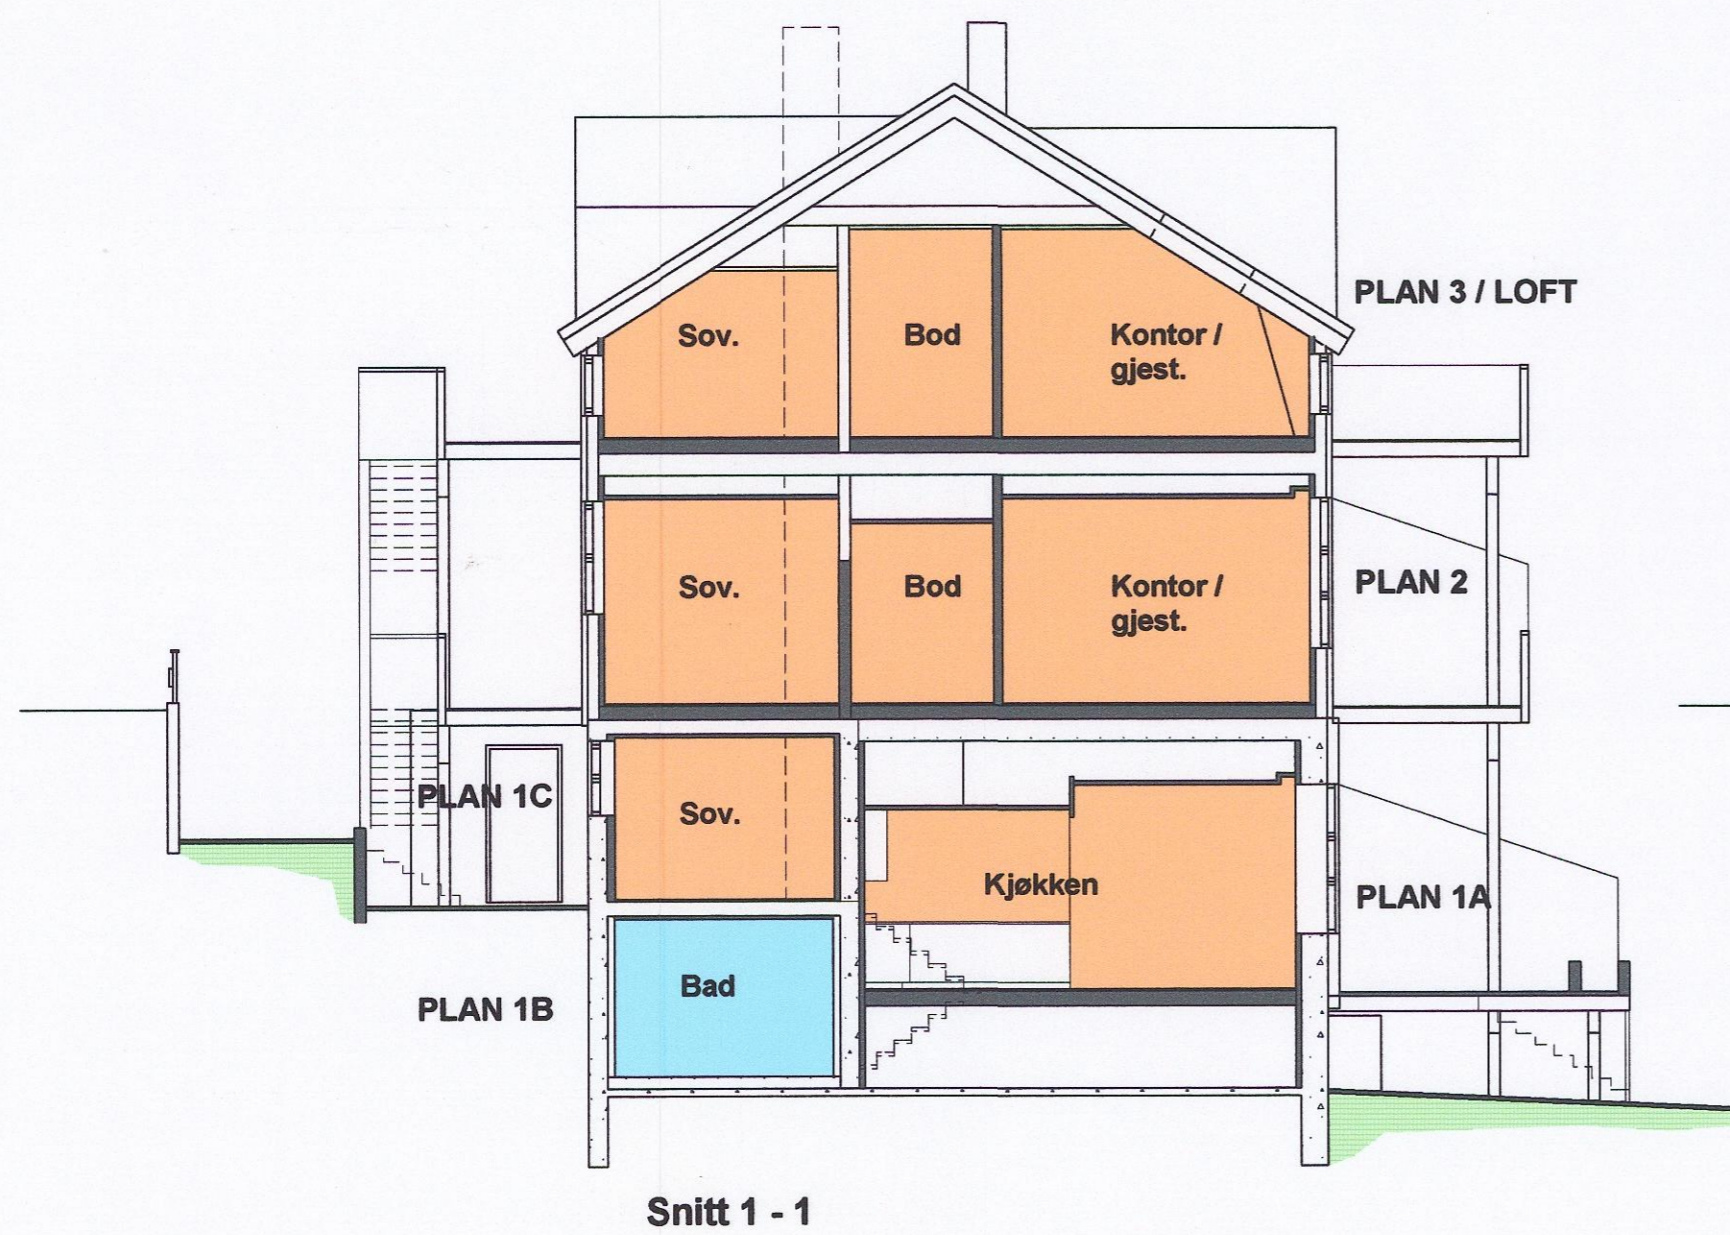 PLAN 3 / LOFT
Sov.
Bod
Kontor /
gjest.
Sov.
Bod
Kontor /
gjest.
PLAN 2
PLAN 1C
Sov.
Kjøkken
PLAN 1A
Bad
PLAN 1B
Snitt 1 - 1